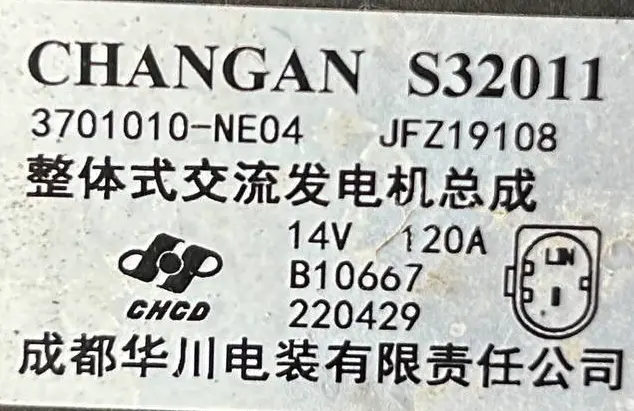 CHANGAN S32011
3701010-NE04 JFZ19108
整体式交流发电机总成
14V 120A
B10667
220429
CHCD
LIN
成都华川电装有限责任公司